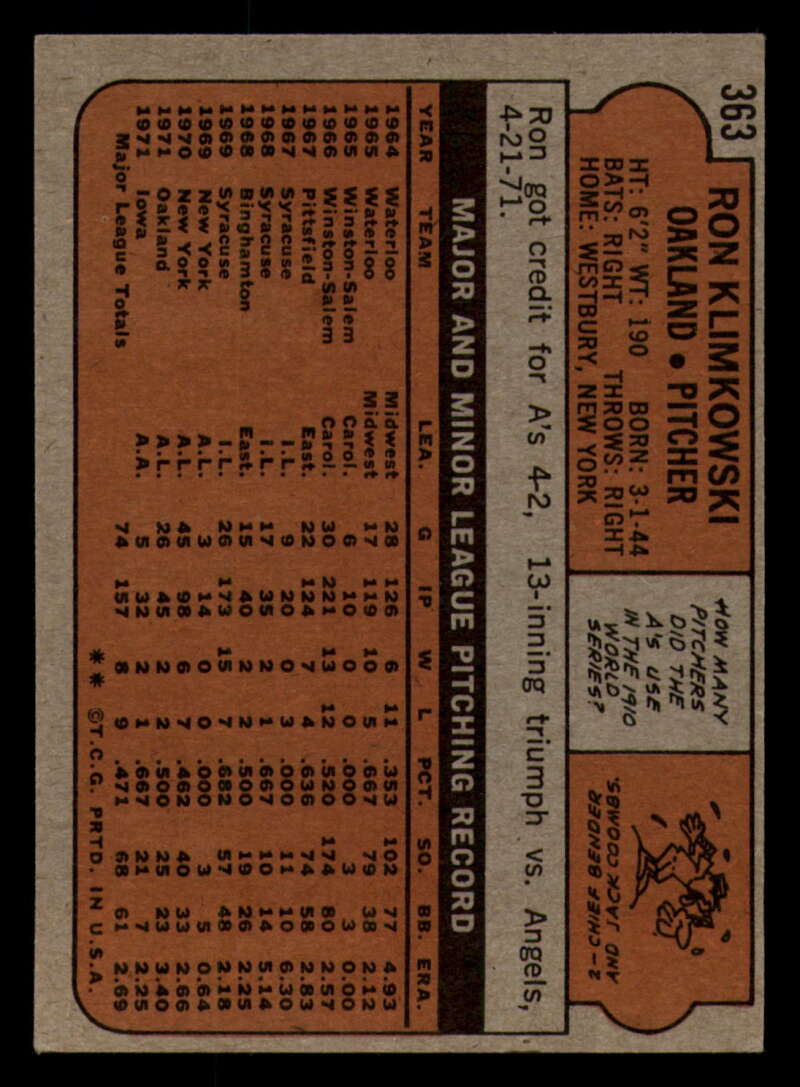 363
RON KLIMKOWSKI
OAKLAND • PITCHER
HT: 6'2" WT: 190 BORN: 3-1-44
BATS: RIGHT THROWS: RIGHT
HOME: WESTBURY, NEW YORK
HOW MANY
PITCHERS
DID THE
A'S USE
IN THE 1910
WORLD
SERIES?
2-CHIEF BENDER
AND JACK COOMBS.
Ron got credit for A's 4-2, 13-inning triumph vs. Angels,
4-21-71.
MAJOR AND MINOR LEAGUE PITCHING RECORD
YEAR TEAM LEA. G IP W L PCT. SO. BB. ERA.
1964 Waterloo Midwest 28 126 6 11 .353 102 77 4.93
1965 Waterloo Midwest 17 119 10 5 .667 79 38 2.12
1965 Winston-Salem Carol. 6 10 0 0 .000 3 3 0.00
1966 Winston-Salem Carol. 30 221 13 12 .520 174 80 2.57
1967 Pittsfield East. 22 124 7 4 .636 74 58 2.83
1967 Syracuse I.L. 9 20 0 3 .000 11 10 6.30
1968 Syracuse I.L. 17 35 2 1 .667 10 14 5.14
1968 Binghamton East. 15 40 2 2 .500 19 26 2.25
1969 Syracuse I.L. 26 173 15 7 .682 57 48 2.18
1969 New York A.L. 3 14 0 0 .000 3 5 0.64
1970 New York A.L. 45 98 6 7 .462 40 33 2.66
1971 Oakland A.L. 26 45 2 2 .500 25 23 3.40
1971 Iowa A.A. 5 32 2 1 .667 21 7 2.25
Major League Totals 74 157 8 9 .471 68 61 2.69
** ©T.C.G. PRTD. IN U.S.A.